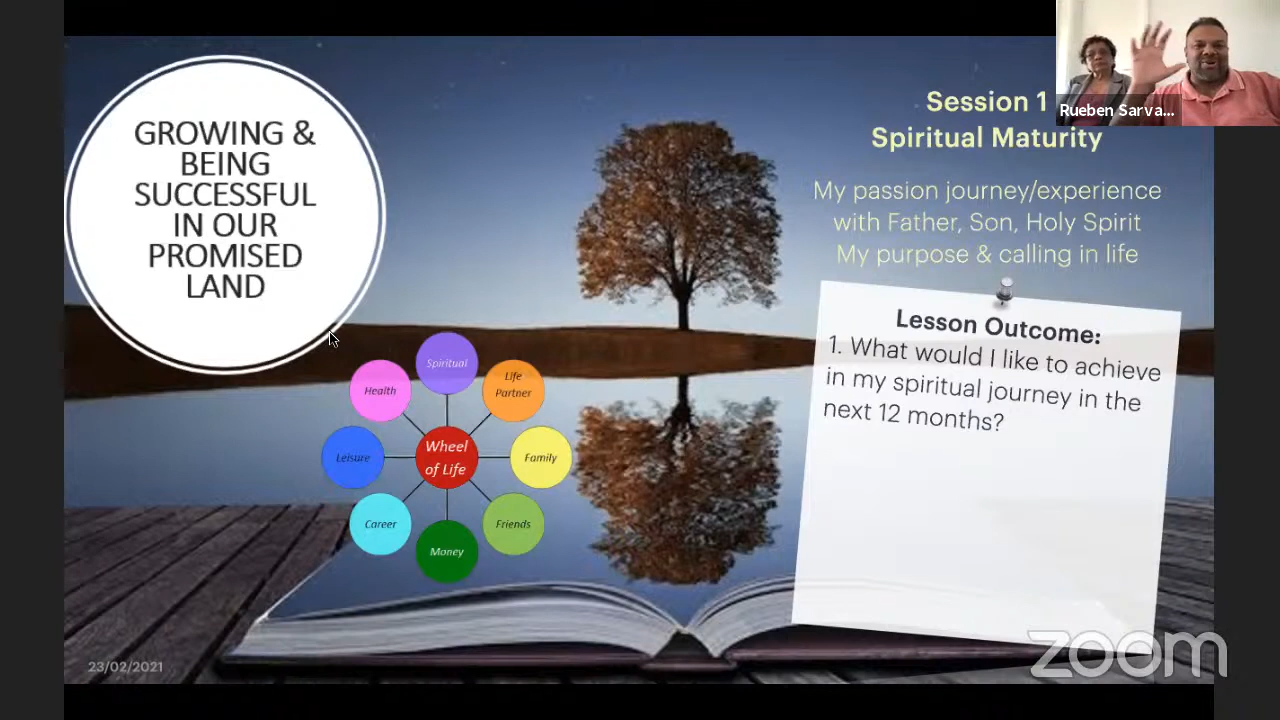 GROWING &
BEING
SUCCESSFUL
IN OUR
PROMISED
LAND
Session 1
Spiritual Maturity
My passion journey/experience
with Father, Son, Holy Spirit
My purpose & calling in life
Lesson Outcome:
1. What would I like to achieve
in my spiritual journey in the
next 12 months?
Spiritual
Life
Partner
Family
Friends
Money
Career
Leisure
Health
Wheel
of Life
Rueben Sarva...
23/02/2021
zoom